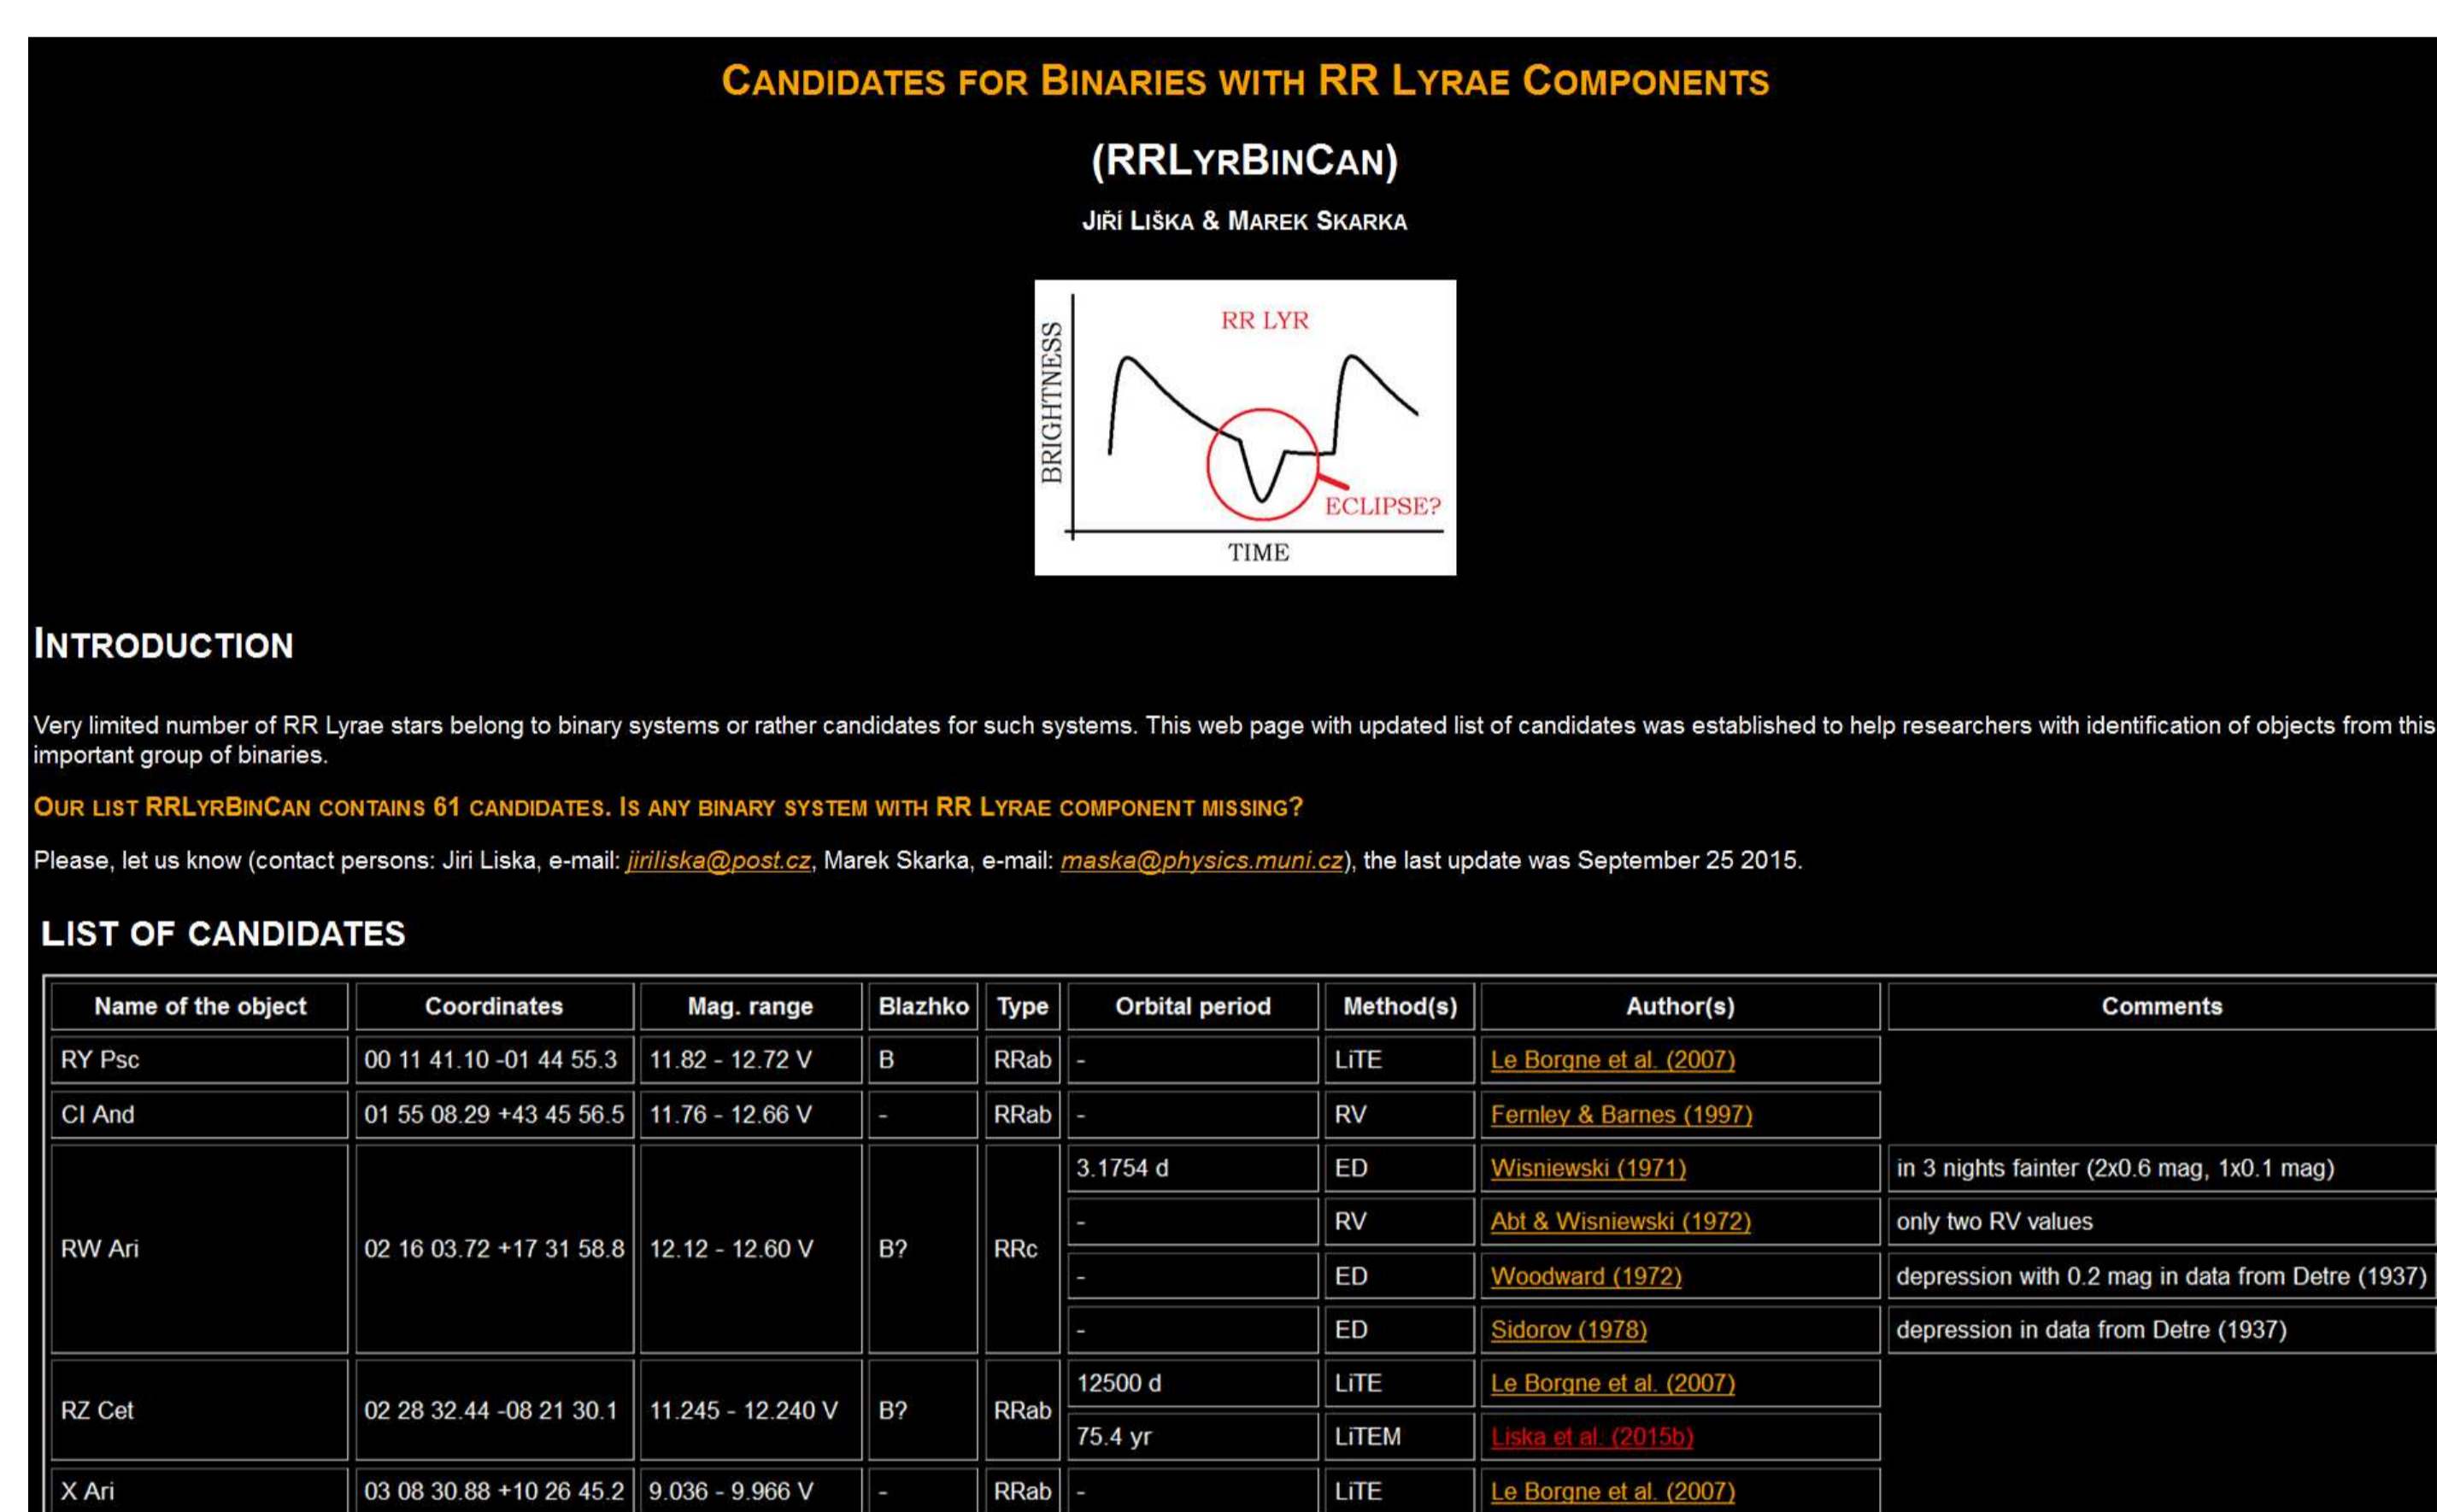 CANDIDATES FOR BINARIES WITH RR LYRAE COMPONENTS
(RRLYRBINCAN)
JIŘÍ LIŠKA & MAREK SKARKA
RR LYR
BRIGHTNESS
ECLIPSE?
TIME
INTRODUCTION
Very limited number of RR Lyrae stars belong to binary systems or rather candidates for such systems. This web page with updated list of candidates was established to help researchers with identification of objects from this
important group of binaries.
OUR LIST RRLYRBINCAN CONTAINS 61 CANDIDATES. IS ANY BINARY SYSTEM WITH RR LYRAE COMPONENT MISSING?
Please, let us know (contact persons: Jiri Liska, e-mail: jiriliska@post.cz, Marek Skarka, e-mail: maska@physics.muni.cz), the last update was September 25 2015.
LIST OF CANDIDATES
Name of the object Coordinates Mag. range Blazhko Type Orbital period Method(s) Author(s) Comments
RY Psc 00 11 41.10 -01 44 55.3 11.82 - 12.72 V B RRab - LiTE Le Borgne et al. (2007)
CI And 01 55 08.29 +43 45 56.5 11.76 - 12.66 V - RRab - RV Fernley & Barnes (1997)
RW Ari 02 16 03.72 +17 31 58.8 12.12 - 12.60 V B? RRc
3.1754 d ED Wisniewski (1971) in 3 nights fainter (2x0.6 mag, 1x0.1 mag)
- RV Abt & Wisniewski (1972) only two RV values
- ED Woodward (1972) depression with 0.2 mag in data from Detre (1937)
- ED Sidorov (1978) depression in data from Detre (1937)
RZ Cet 02 28 32.44 -08 21 30.1 11.245 - 12.240 V B? RRab
12500 d LiTE Le Borgne et al. (2007)
75.4 yr LiTEM Liska et al. (2015b)
X Ari 03 08 30.88 +10 26 45.2 9.036 - 9.966 V - RRab - LiTE Le Borgne et al. (2007)